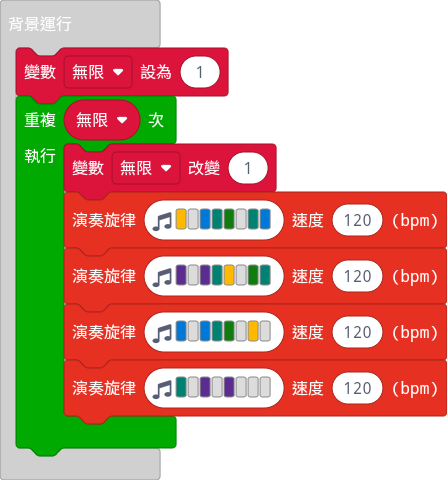 背景運行
變數 無限 設為 1
重複 無限 次
執行
變數 無限 改變 1
演奏旋律 速度 120 (bpm)
演奏旋律 速度 120 (bpm)
演奏旋律 速度 120 (bpm)
演奏旋律 速度 120 (bpm)